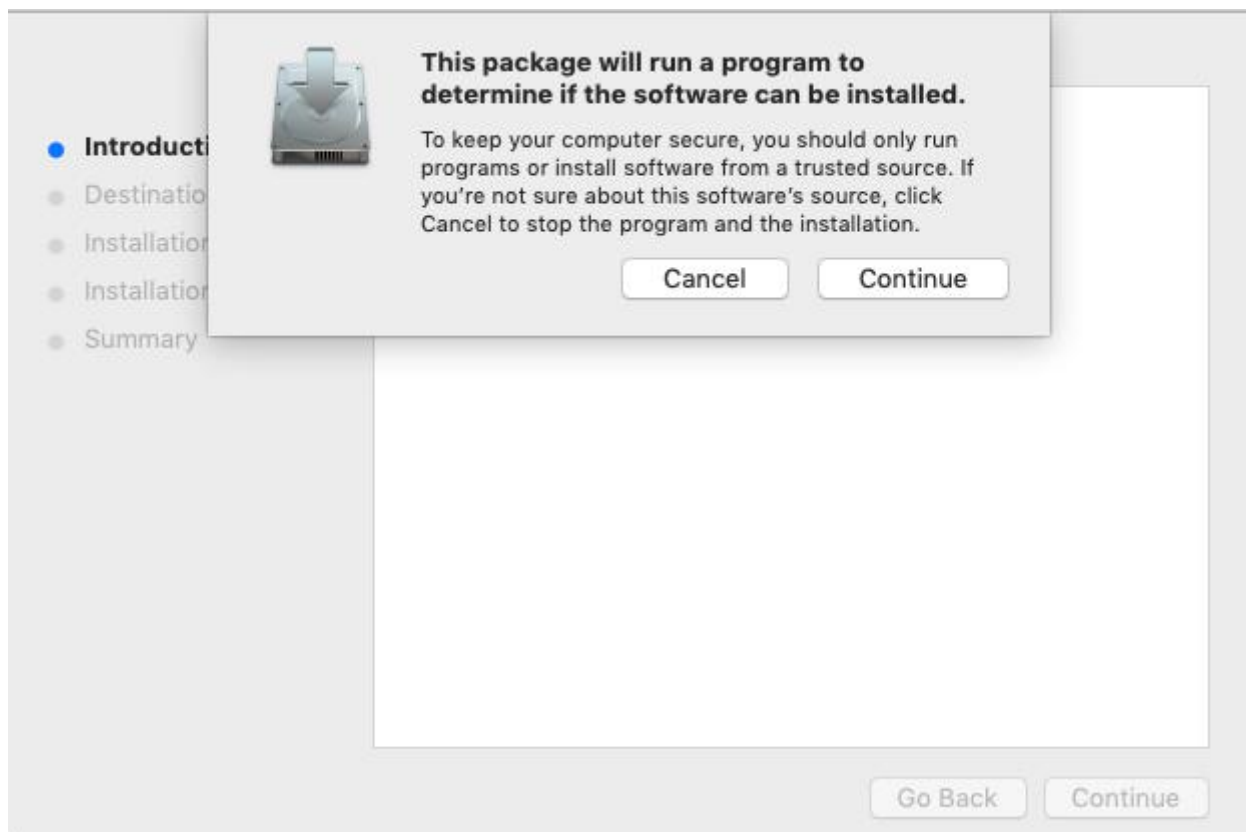 This package will run a program to
determine if the software can be installed.
To keep your computer secure, you should only run
programs or install software from a trusted source. If
you're not sure about this software's source, click
Cancel to stop the program and the installation.
Cancel Continue
Introducti
Destinatio
Installation
Installation
Summary
Go Back Continue